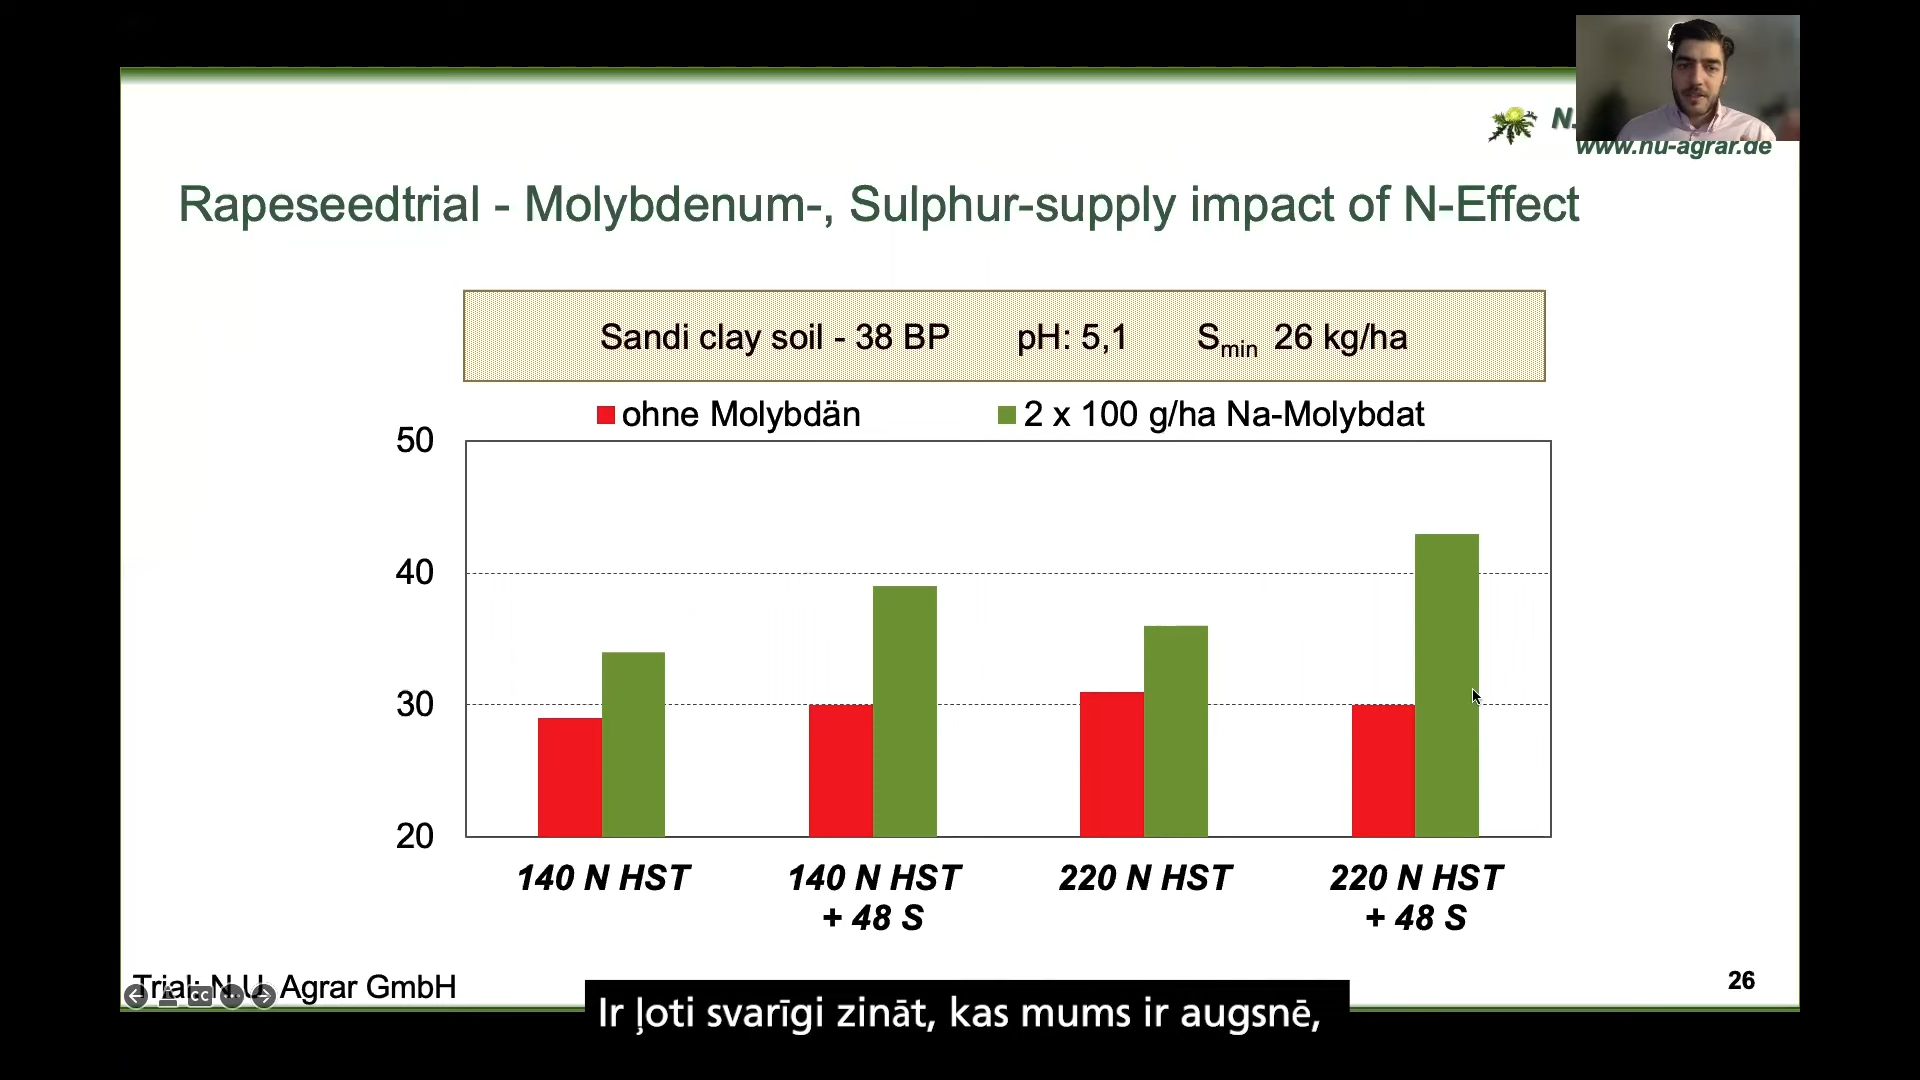 N.
www.nu-agrar.de
Rapeseedtrial - Molybdenum-, Sulphur-supply impact of N-Effect
Sandi clay soil - 38 BP pH: 5,1 Smin 26 kg/ha
ohne Molybdän 2 x 100 g/ha Na-Molybdat
50
40
30
20
140 N HST 140 N HST 220 N HST 220 N HST
+ 48 S + 48 S
Trial: N.U. Agrar GmbH
cc
26
Ir ļoti svarīgi zināt, kas mums ir augsnē,